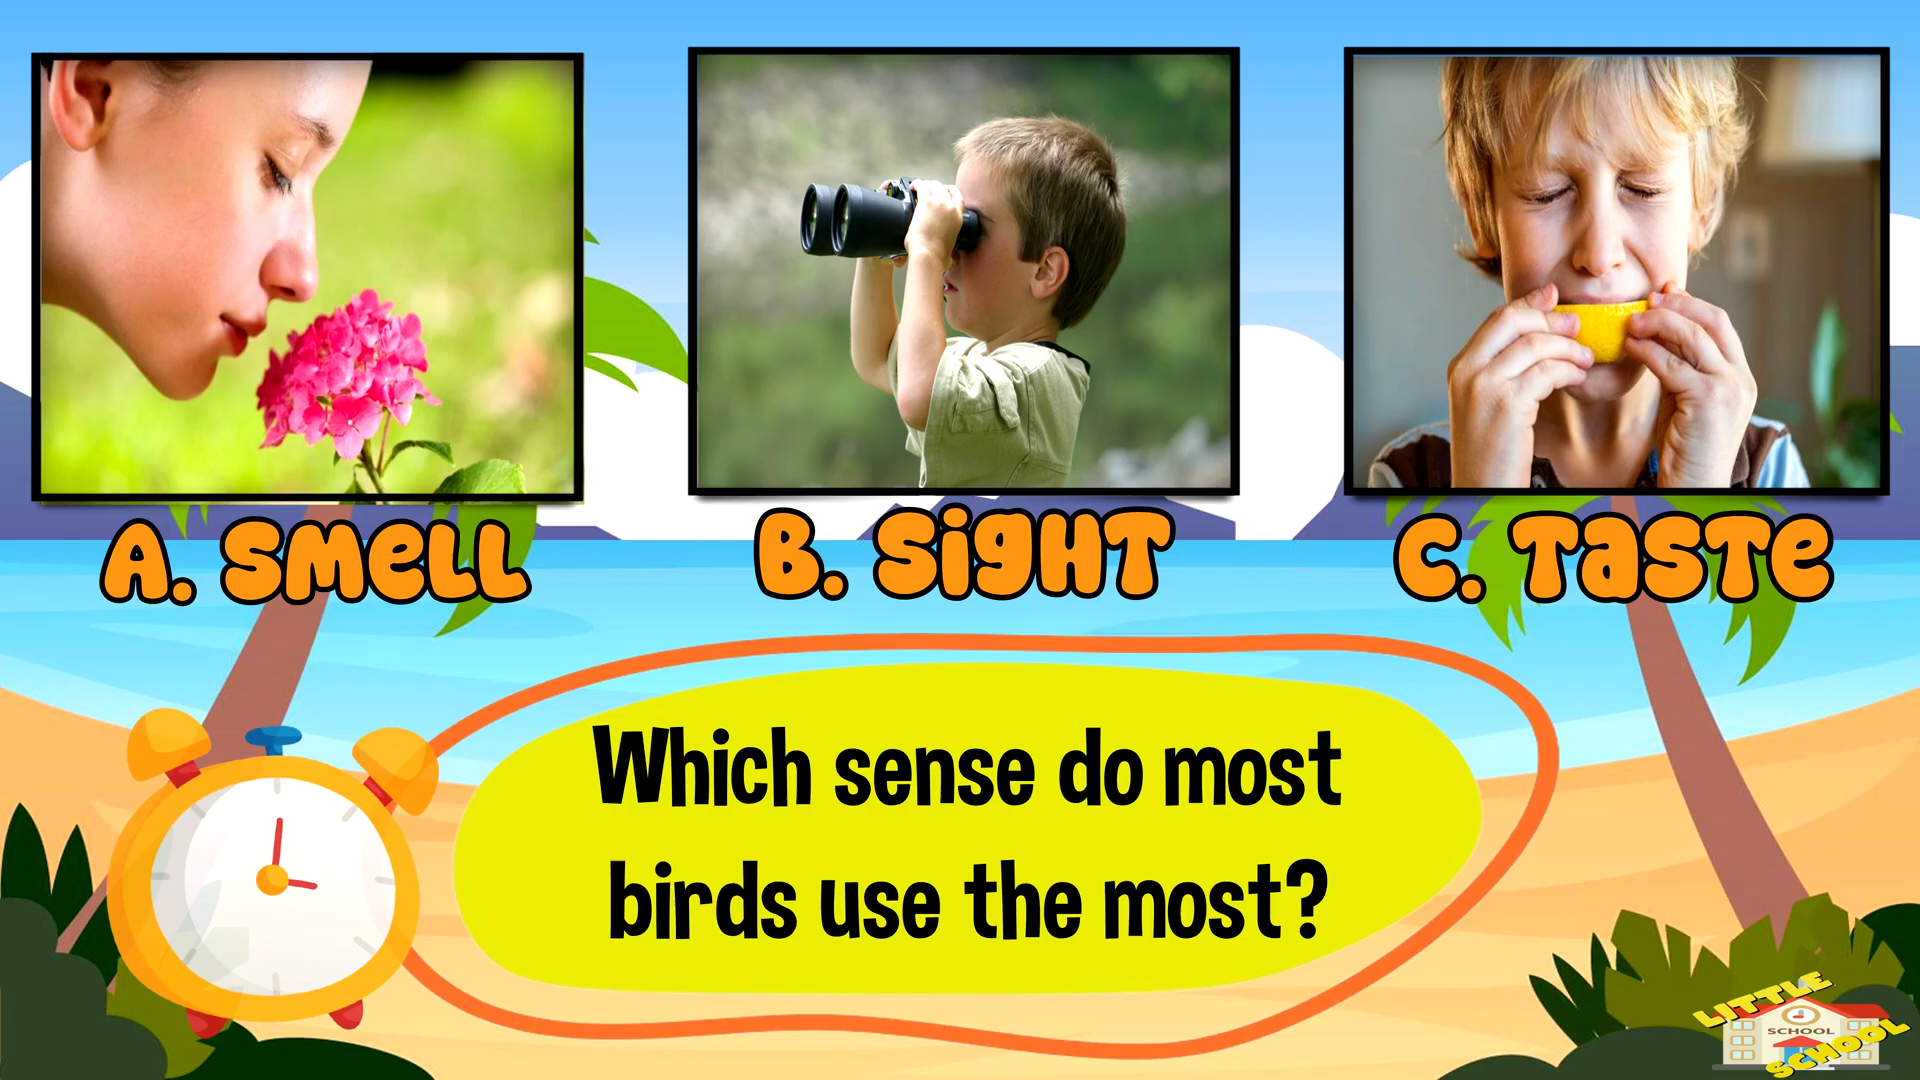 A. Smell
B. Sight
C. Taste
Which sense do most
birds use the most?
LITTLE
SCHOOL
SCHOOL